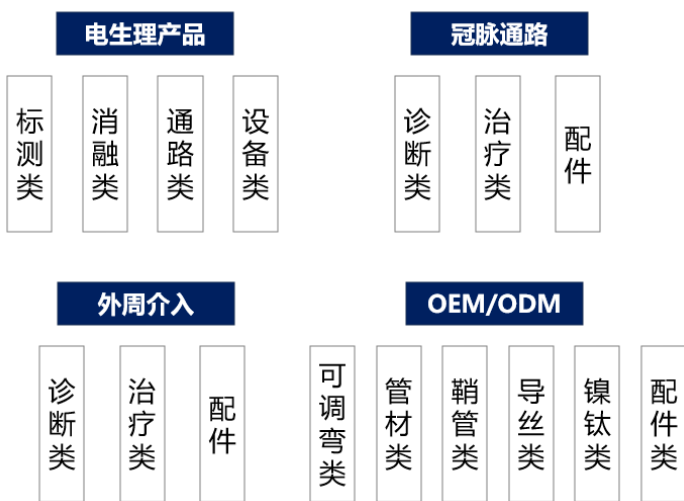 电生理产品
标测类
消融类
通路类
设备类
冠脉通路
诊断类
治疗类
配件
外周介入
诊断类
治疗类
配件
OEM/ODM
可调弯类
管材类
鞘管类
导丝类
镍钛类
配件类